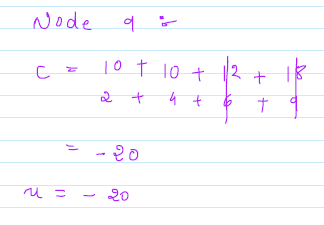 Node 9 :-
C = 10 + 10 + 12 + 18
2 + 4 + 6 + 9
= - 20
u = - 20